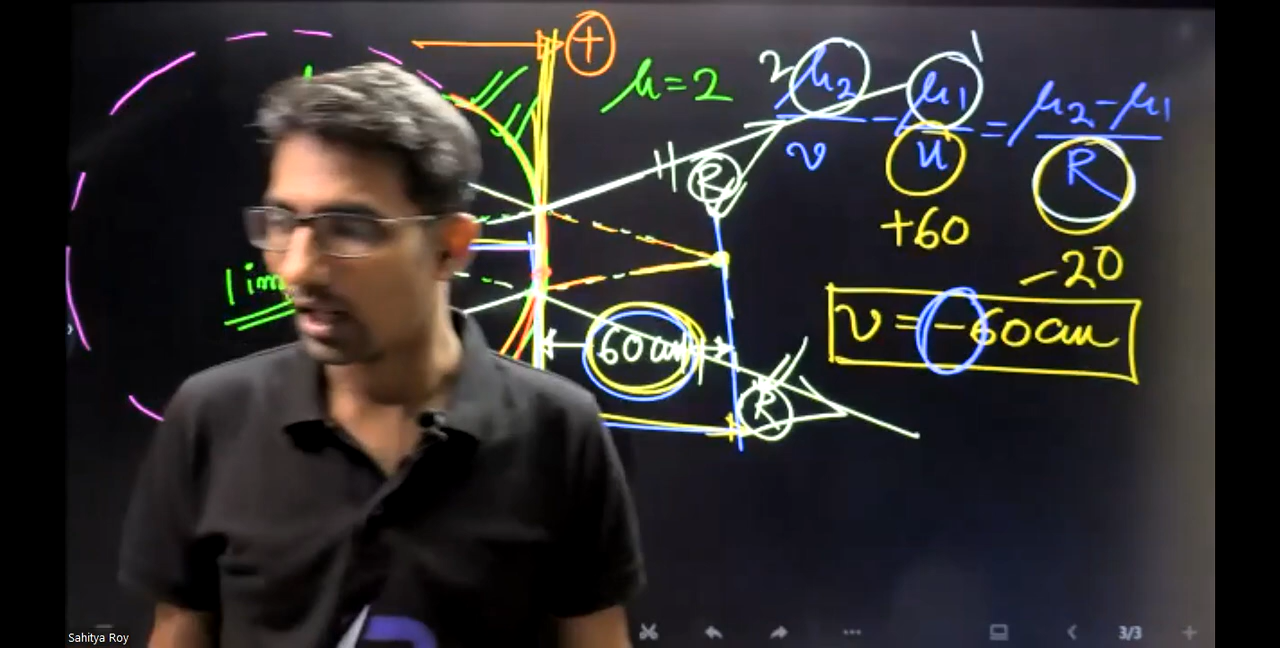 +
μ = 2
2 μ2 / v - μ1 1 / u = μ2 - μ1 / R
+60
-20
R
v = -60cm
60cm
R
Sahitya Roy
3/3